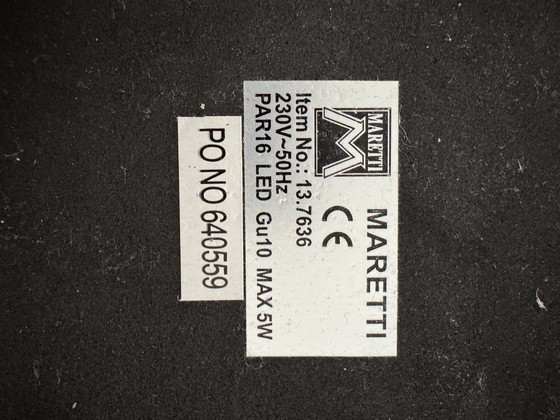 MARETTI
MARETTI
CE
Item No.: 13.7636
230V~50Hz
PAR16 LED Gu10 MAX 5W
PO NO 640559